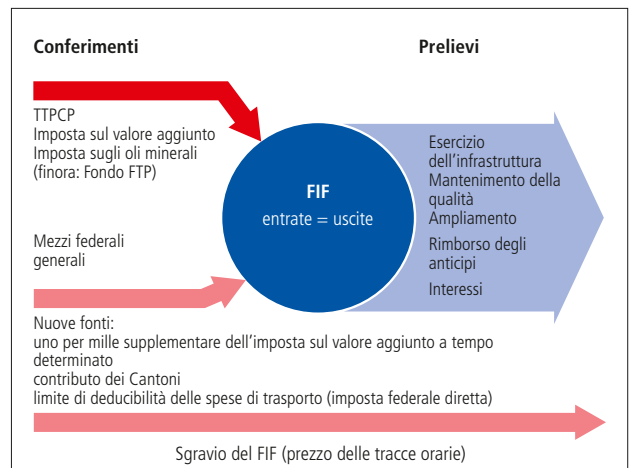 Conferimenti
Prelievi
TTPCP
Imposta sul valore aggiunto
Imposta sugli oli minerali
(finora: Fondo FTP)
Mezzi federali
generali
FIF
entrate = uscite
Esercizio
dell’infrastruttura
Mantenimento della
qualità
Ampliamento
Rimborso degli
anticipi
Interessi
Nuove fonti:
uno per mille supplementare dell’imposta sul valore aggiunto a tempo
determinato
contributo dei Cantoni
limite di deducibilità delle spese di trasporto (imposta federale diretta)
Sgravio del FIF (prezzo delle tracce orarie)